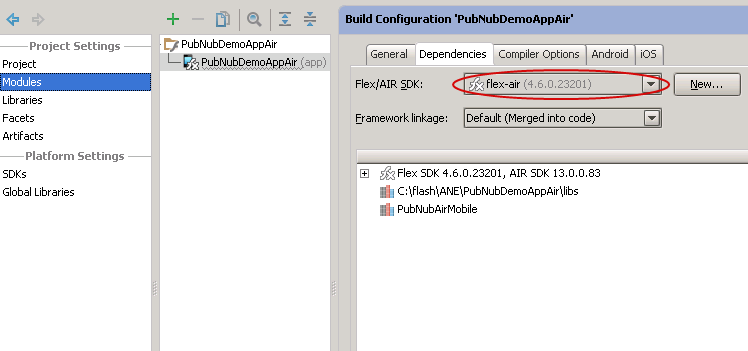 Project Settings
Project
Modules
Libraries
Facets
Artifacts
Platform Settings
SDKs
Global Libraries
PubNubDemoAppAir
PubNubDemoAppAir (app)
Build Configuration 'PubNubDemoAppAir'
General Dependencies Compiler Options Android iOS
Flex/AIR SDK: flex-air (4.6.0.23201) New...
Framework linkage: Default (Merged into code)
Flex SDK 4.6.0.23201, AIR SDK 13.0.0.83
C:\flash\ANE\PubNubDemoAppAir\libs
PubNubAirMobile